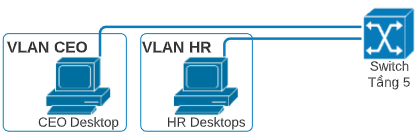 VLAN CEO
VLAN HR
CEO Desktop
HR Desktops
Switch
Tầng 5